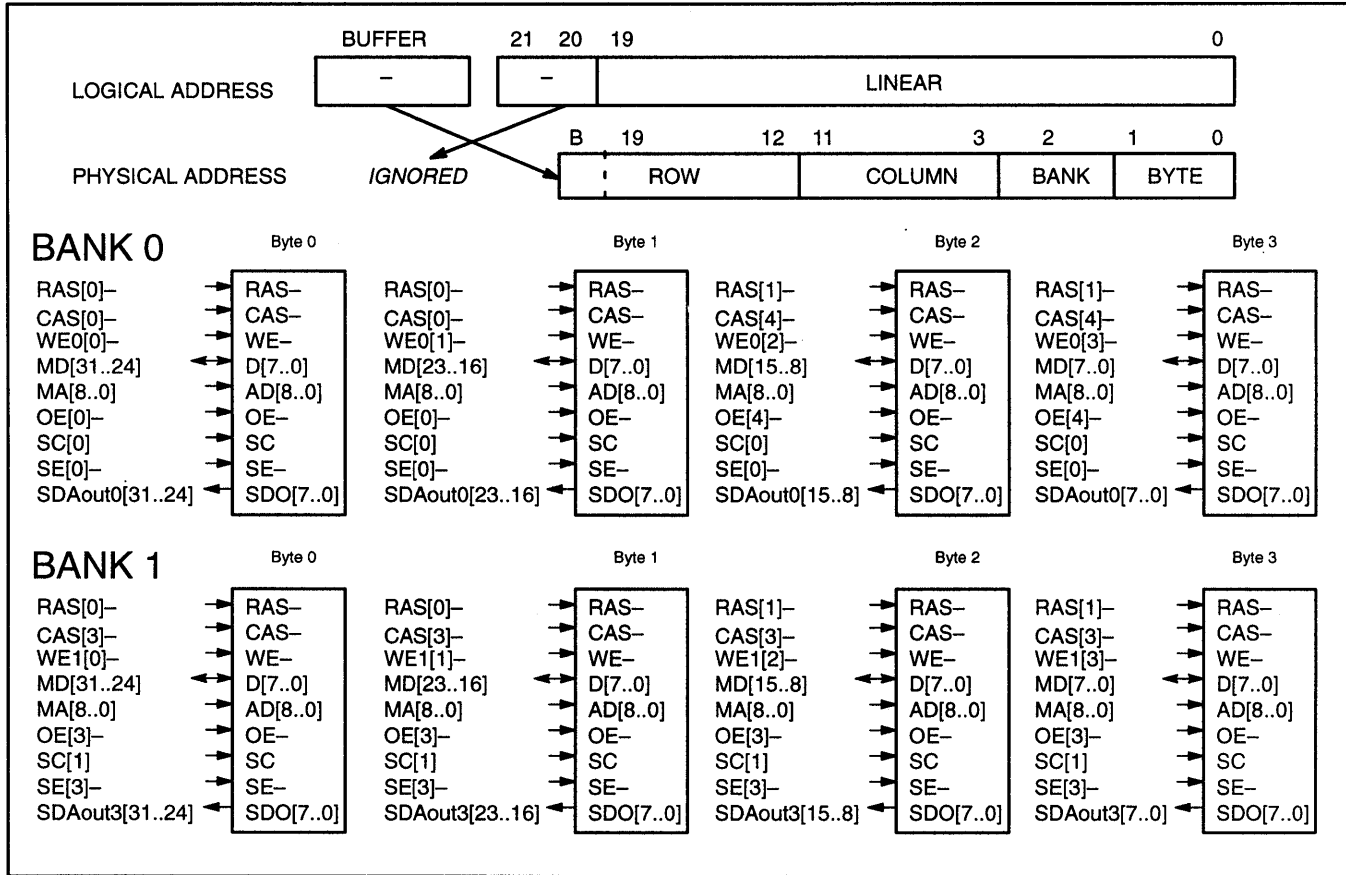 BUFFER 21 20 19 0
LOGICAL ADDRESS – – LINEAR
B 19 12 11 3 2 1 0
PHYSICAL ADDRESS IGNORED ROW COLUMN BANK BYTE
BANK 0 Byte 0 Byte 1 Byte 2 Byte 3
RAS[0]– RAS– RAS[0]– RAS– RAS[1]– RAS– RAS[1]– RAS–
CAS[0]– CAS– CAS[0]– CAS– CAS[4]– CAS– CAS[4]– CAS–
WE0[0]– WE– WE0[1]– WE– WE0[2]– WE– WE0[3]– WE–
MD[31..24] D[7..0] MD[23..16] D[7..0] MD[15..8] D[7..0] MD[7..0] D[7..0]
MA[8..0] AD[8..0] MA[8..0] AD[8..0] MA[8..0] AD[8..0] MA[8..0] AD[8..0]
OE[0]– OE– OE[0]– OE– OE[4]– OE– OE[4]– OE–
SC[0] SC SC[0] SC SC[0] SC SC[0] SC
SE[0]– SE– SE[0]– SE– SE[0]– SE– SE[0]– SE–
SDAout0[31..24] SDO[7..0] SDAout0[23..16] SDO[7..0] SDAout0[15..8] SDO[7..0] SDAout0[7..0] SDO[7..0]
BANK 1 Byte 0 Byte 1 Byte 2 Byte 3
RAS[0]– RAS– RAS[0]– RAS– RAS[1]– RAS– RAS[1]– RAS–
CAS[3]– CAS– CAS[3]– CAS– CAS[3]– CAS– CAS[3]– CAS–
WE1[0]– WE– WE1[1]– WE– WE1[2]– WE– WE1[3]– WE–
MD[31..24] D[7..0] MD[23..16] D[7..0] MD[15..8] D[7..0] MD[7..0] D[7..0]
MA[8..0] AD[8..0] MA[8..0] AD[8..0] MA[8..0] AD[8..0] MA[8..0] AD[8..0]
OE[3]– OE– OE[3]– OE– OE[3]– OE– OE[3]– OE–
SC[1] SC SC[1] SC SC[1] SC SC[1] SC
SE[3]– SE– SE[3]– SE– SE[3]– SE– SE[3]– SE–
SDAout3[31..24] SDO[7..0] SDAout3[23..16] SDO[7..0] SDAout3[15..8] SDO[7..0] SDAout3[7..0] SDO[7..0]